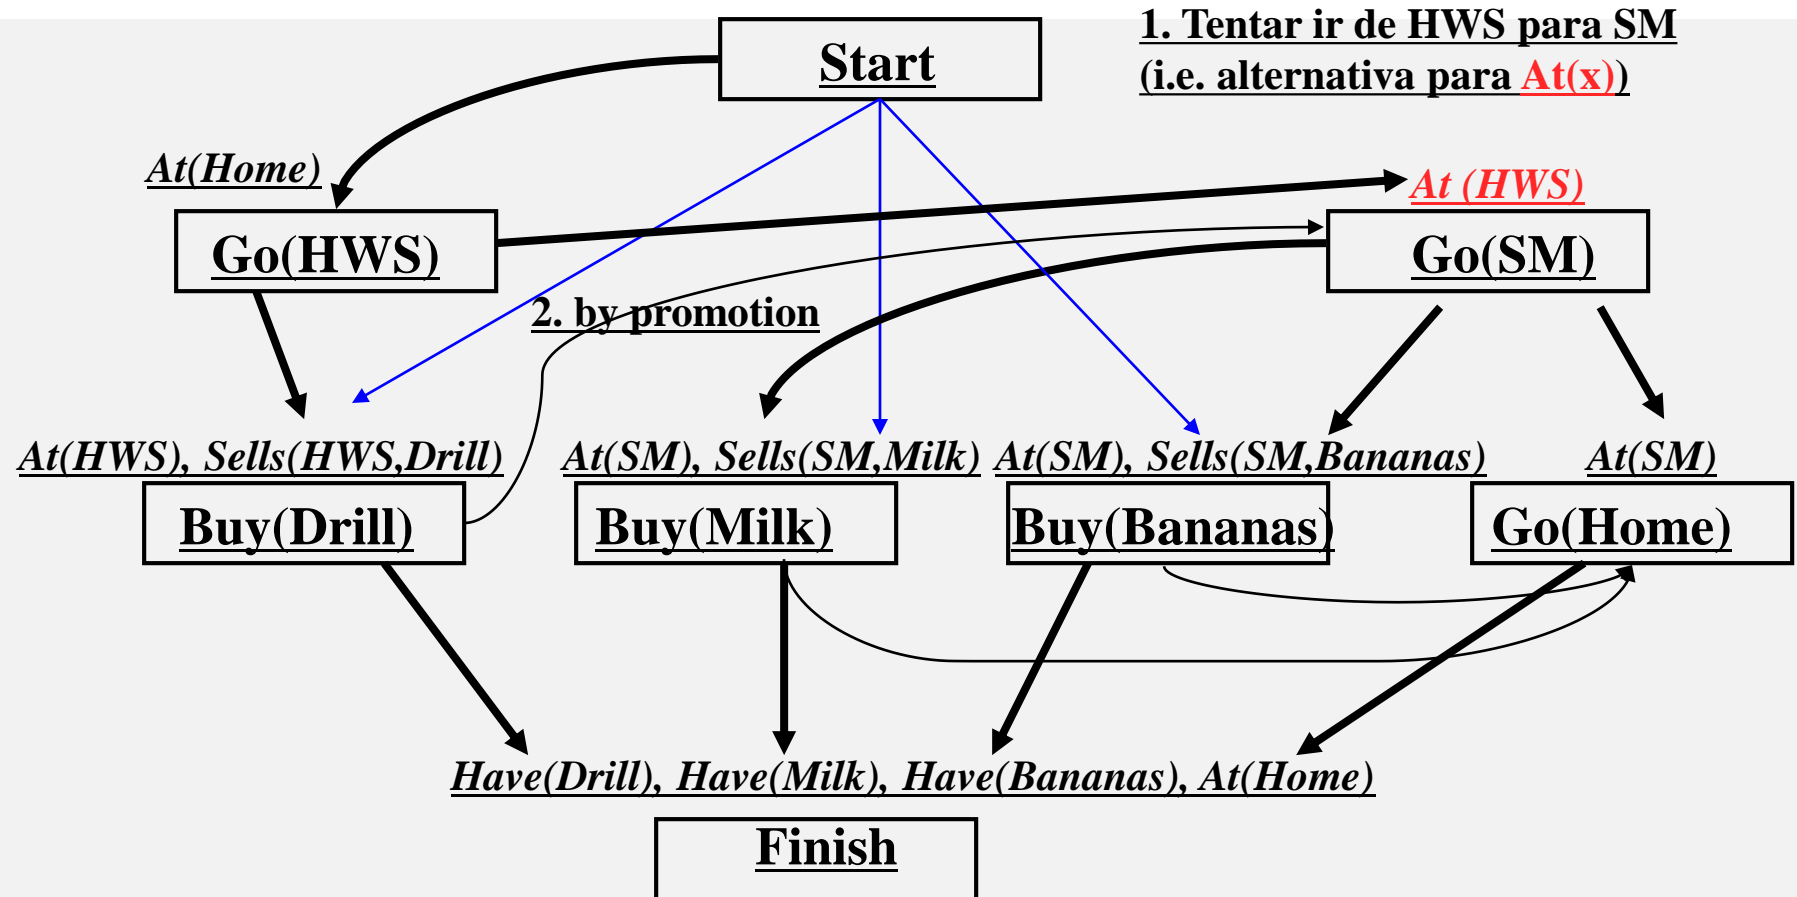 1. Tentar ir de HWS para SM
(i.e. alternativa para At(x))
Start
At(Home)
At (HWS)
Go(HWS)
Go(SM)
2. by promotion
At(HWS), Sells(HWS,Drill)
At(SM), Sells(SM,Milk)
At(SM), Sells(SM,Bananas)
At(SM)
Buy(Drill)
Buy(Milk)
Buy(Bananas)
Go(Home)
Have(Drill), Have(Milk), Have(Bananas), At(Home)
Finish